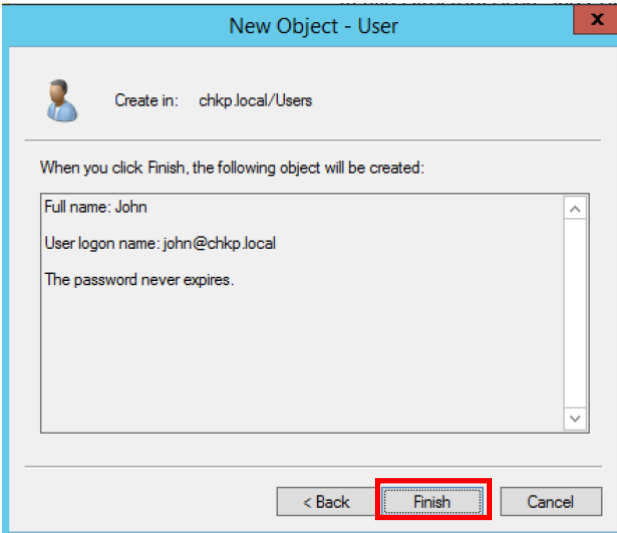 New Object - User
x
Create in: chkp.local/Users
When you click Finish, the following object will be created:
Full name: John
User logon name: john@chkp.local
The password never expires.
< Back Finish Cancel